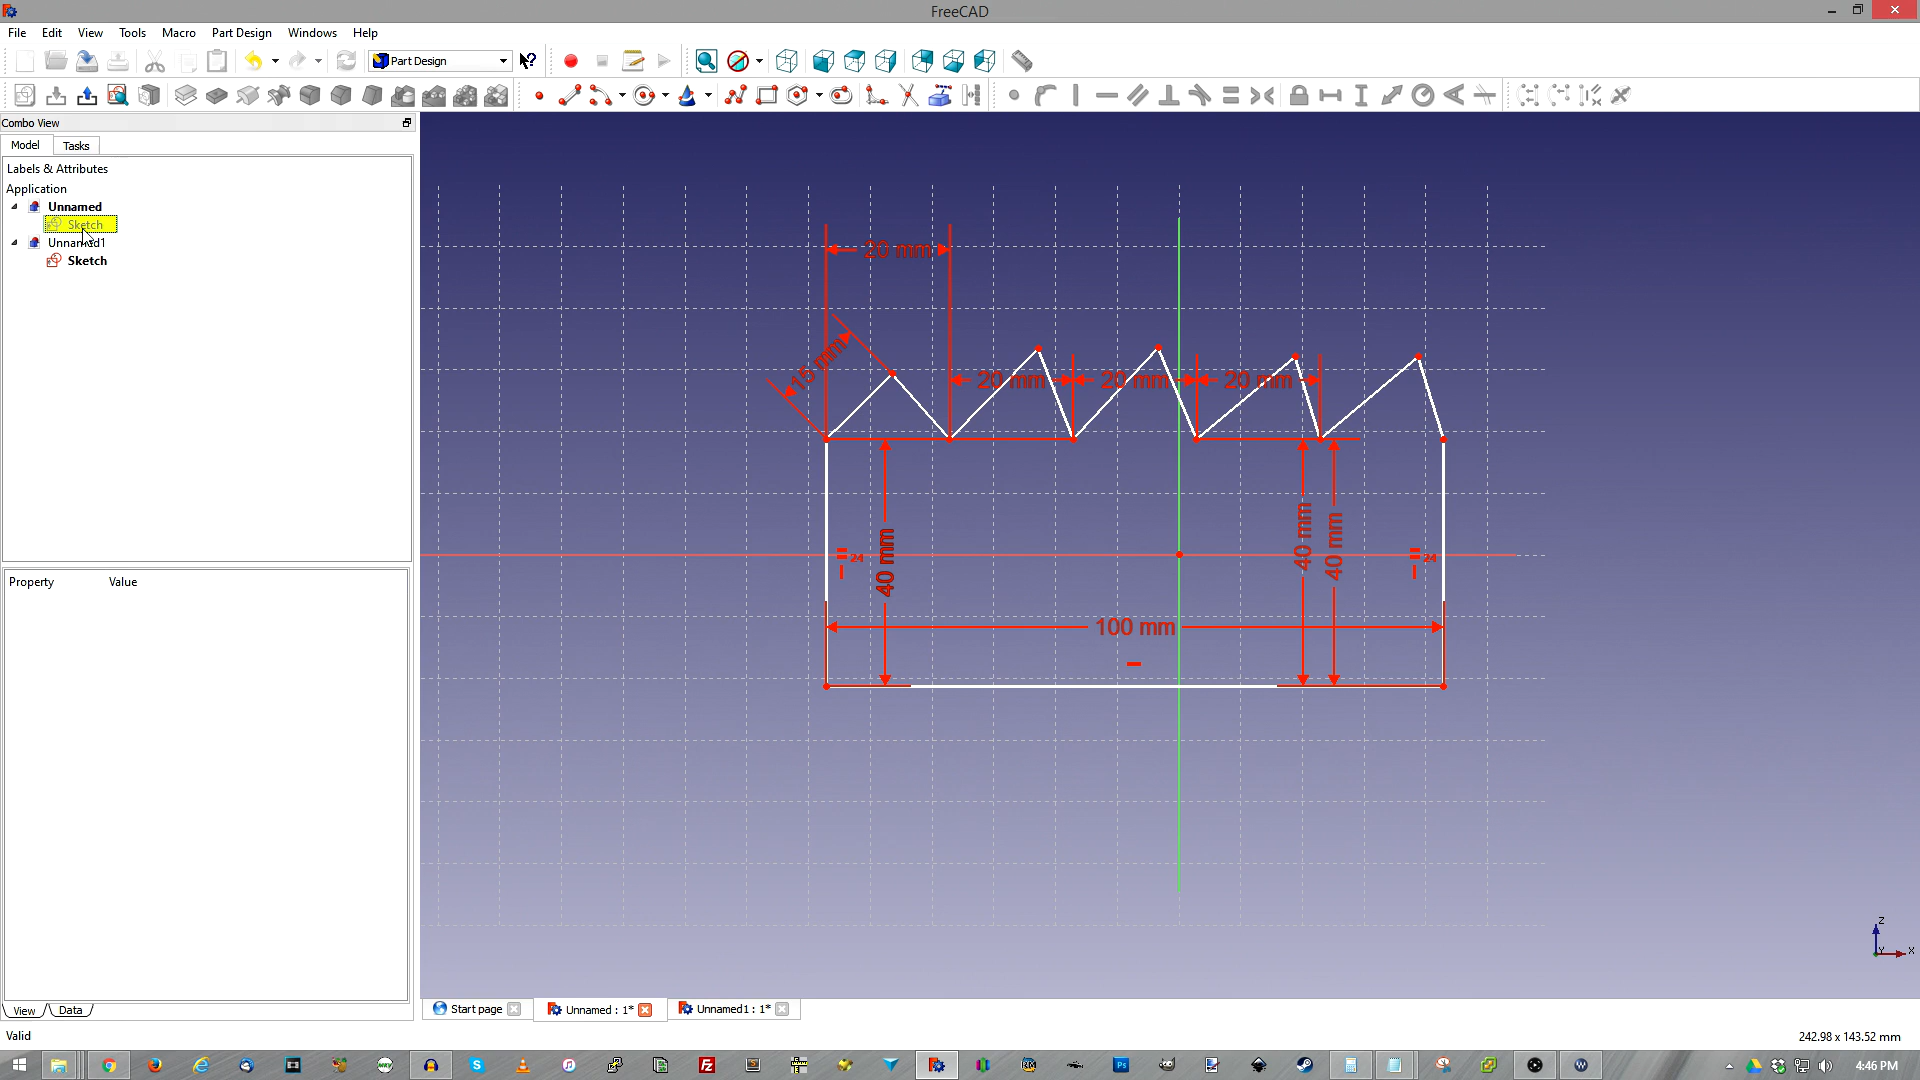 FreeCAD
File Edit View Tools Macro Part Design Windows Help
Part Design
Combo View
Model Tasks
Labels & Attributes
Application
Unnamed
Sketch
Unnamed1
Sketch
20 mm
15 mm
20 mm 20 mm 20 mm
40 mm
40 mm
40 mm
24
24
100 mm
Property Value
View Data
Z
Y X
Start page Unnamed : 1* Unnamed1 : 1*
Valid
242.98 x 143.52 mm
4:46 PM